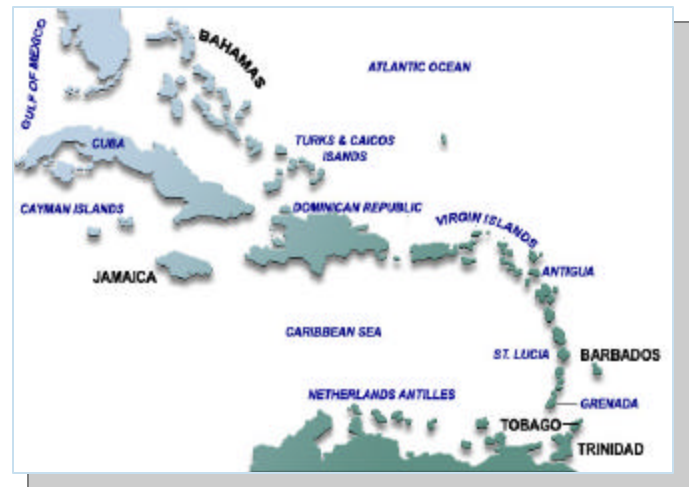 GULF OF MEXICO
BAHAMAS
ATLANTIC OCEAN
CUBA
TURKS & CAICOS
ISANDS
CAYMAN ISLANDS
DOMINICAN REPUBLIC
VIRGIN ISLANDS
JAMAICA
ANTIGUA
CARIBBEAN SEA
ST. LUCIA
BARBADOS
NETHERLANDS ANTILLES
GRENADA
TOBAGO
TRINIDAD